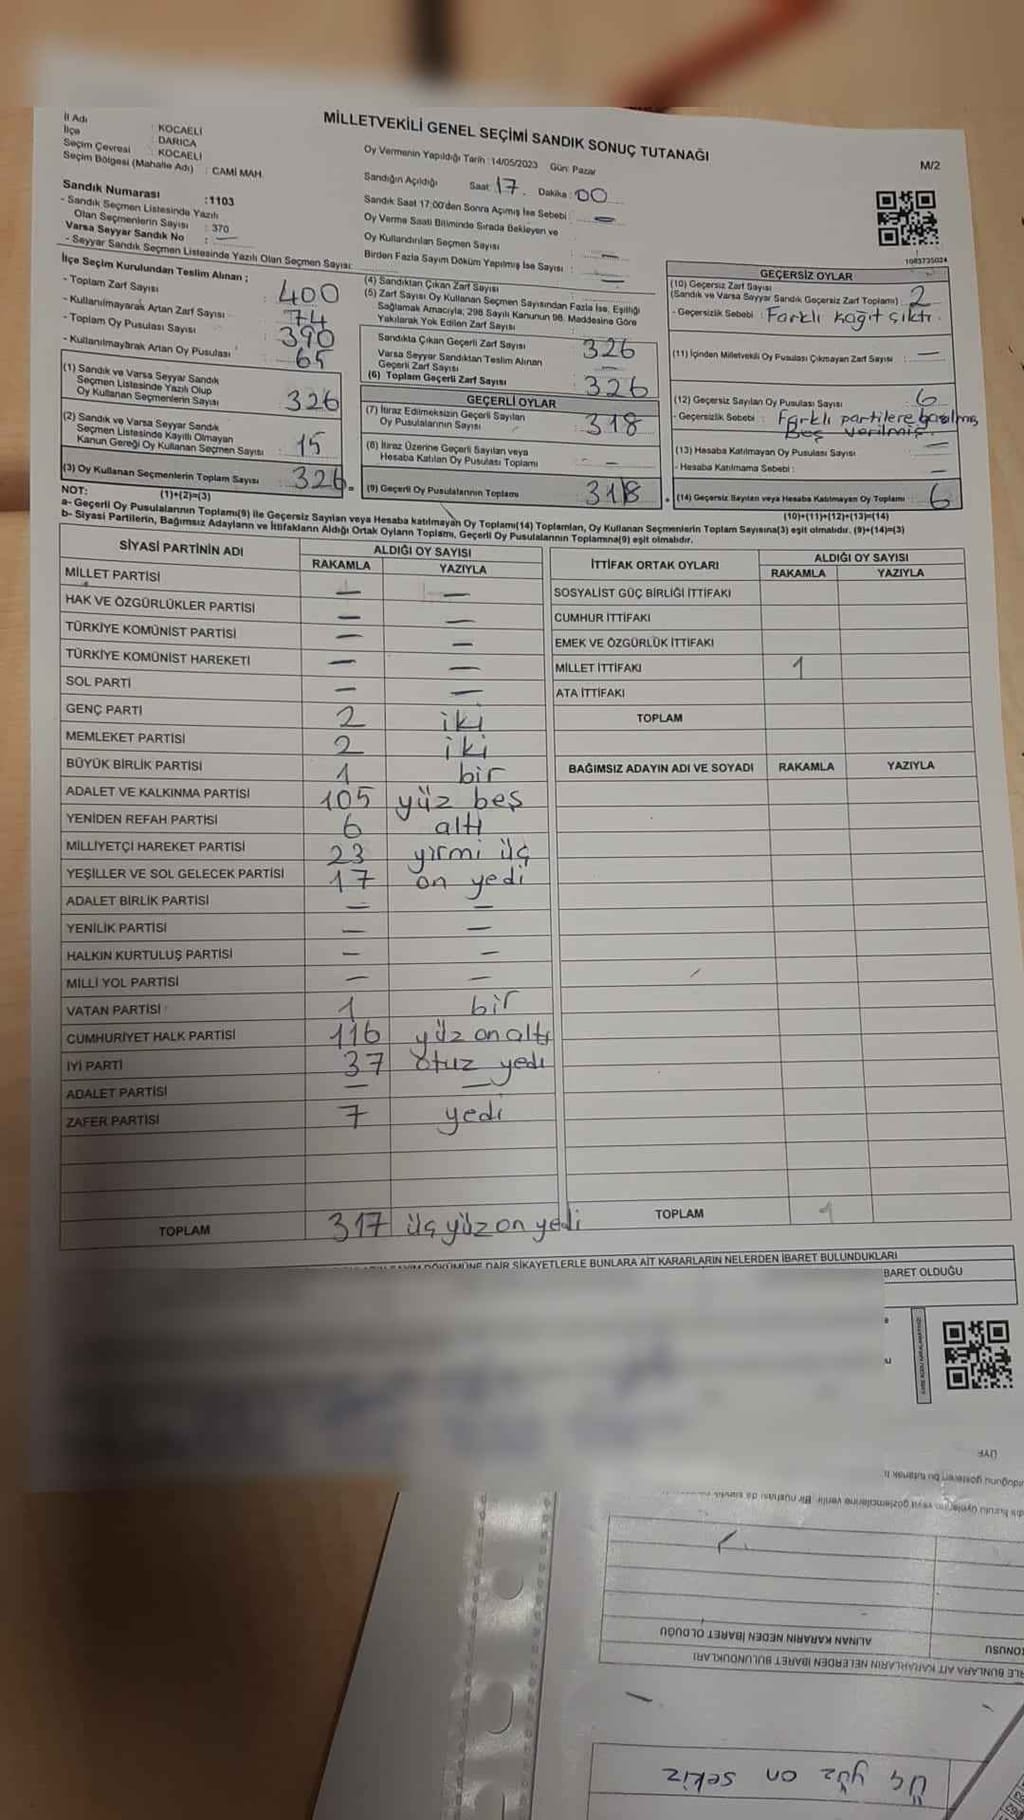 MİLLETVEKİLİ GENEL SEÇİMİ SANDIK SONUÇ TUTANAĞI
M/2
İl Adı : KOCAELİ
İlçe : DARICA
Seçim Çevresi : KOCAELİ
Seçim Bölgesi (Mahalle Adı) : CAMİ MAH.
Oy Vermenin Yapıldığı Tarih : 14/05/2023 Gün: Pazar
Sandığın Açıldığı Saat: 17. Dakika: 00
Sandık Saat 17:00'den Sonra Açımış İse Sebebi : —
Oy Verme Saati Bitiminde Sırada Bekleyen ve
Oy Kullandırılan Seçmen Sayısı : —
Birden Fazla Sayım Döküm Yapılmış İse Sayısı : —
Sandık Numarası : 1103
- Sandık Seçmen Listesinde Yazılı
Olan Seçmenlerin Sayısı : 370
Varsa Seyyar Sandık No : —
- Seyyar Sandık Seçmen Listesinde Yazılı Olan Seçmen Sayısı:
İlçe Seçim Kurulundan Teslim Alınan ;
- Toplam Zarf Sayısı : 400
- Kullanılmayarak Artan Zarf Sayısı : 74
- Toplam Oy Pusulası Sayısı : 390
- Kullanılmayarak Artan Oy Pusulası : 65
(1) Sandık ve Varsa Seyyar Sandık
Seçmen Listesinde Yazılı Olup
Oy Kullanan Seçmenlerin Sayısı : 326
(2) Sandık ve Varsa Seyyar Sandık
Seçmen Listesinde Kayıtlı Olmayan
Kanun Gereği Oy Kullanan Seçmen Sayısı : 15
(3) Oy Kullanan Seçmenlerin Toplam Sayısı : 326
(1)+(2)=(3)
(4) Sandıktan Çıkan Zarf Sayısı : —
(5) Zarf Sayısı Oy Kullanan Seçmen Sayısından Fazla İse, Eşitliği
Sağlamak Amacıyla, 298 Sayılı Kanunun 98. Maddesine Göre
Yakılarak Yok Edilen Zarf Sayısı : —
Sandıkta Çıkan Geçerli Zarf Sayısı : 326
Varsa Seyyar Sandıktan Teslim Alınan
Geçerli Zarf Sayısı :
(6) Toplam Geçerli Zarf Sayısı : 326
GEÇERLİ OYLAR
(7) İtiraz Edilmeksizin Geçerli Sayılan
Oy Pusulalarının Sayısı : 318
(8) İtiraz Üzerine Geçerli Sayılan veya
Hesaba Katılan Oy Pusulası Toplamı : —
(9) Geçerli Oy Pusulalarının Toplamı : 318
1083735024
GEÇERSİZ OYLAR
(10) Geçersiz Zarf Sayısı
(Sandık ve Varsa Seyyar Sandık Geçersiz Zarf Toplamı) : 2
- Geçersizlik Sebebi : Farklı kağıt çıktı.
(11) İçinden Milletvekili Oy Pusulası Çıkmayan Zarf Sayısı : —
(12) Geçersiz Sayılan Oy Pusulası Sayısı : 6
- Geçersizlik Sebebi : Farklı partilere basılmış
Beş verilmiş.
(13) Hesaba Katılmayan Oy Pusulası Sayısı : —
- Hesaba Katılmama Sebebi : —
(14) Geçersiz Sayılan veya Hesaba Katılmayan Oy Toplamı : 6
(10)+(11)+(12)+(13)=(14)
NOT:
a- Geçerli Oy Pusulalarının Toplamı(9) ile Geçersiz Sayılan veya Hesaba katılmayan Oy Toplamı(14) Toplamları, Oy Kullanan Seçmenlerin Toplam Sayısına(3) eşit olmalıdır. (9)+(14)=(3)
b- Siyasi Partilerin, Bağımsız Adayların ve İttifakların Aldığı Ortak Oyların Toplamı, Geçerli Oy Pusulalarının Toplamına(9) eşit olmalıdır.
SİYASİ PARTİNİN ADI ALDIĞI OY SAYISI
RAKAMLA YAZIYLA
MİLLET PARTİSİ — —
HAK VE ÖZGÜRLÜKLER PARTİSİ — —
TÜRKİYE KOMÜNİST PARTİSİ — —
TÜRKİYE KOMÜNİST HAREKETİ — —
SOL PARTİ — —
GENÇ PARTİ 2 iki
MEMLEKET PARTİSİ 2 iki
BÜYÜK BİRLİK PARTİSİ 1 bir
ADALET VE KALKINMA PARTİSİ 105 yüz beş
YENİDEN REFAH PARTİSİ 6 altı
MİLLİYETÇİ HAREKET PARTİSİ 23 yirmi üç
YEŞİLLER VE SOL GELECEK PARTİSİ 17 on yedi
ADALET BİRLİK PARTİSİ — —
YENİLİK PARTİSİ — —
HALKIN KURTULUŞ PARTİSİ — —
MİLLİ YOL PARTİSİ — —
VATAN PARTİSİ 1 bir
CUMHURİYET HALK PARTİSİ 116 yüz on altı
İYİ PARTİ 37 otuz yedi
ADALET PARTİSİ — —
ZAFER PARTİSİ 7 yedi
TOPLAM 317 üç yüz on yedi
İTTİFAK ORTAK OYLARI ALDIĞI OY SAYISI
RAKAMLA YAZIYLA
SOSYALİST GÜÇ BİRLİĞİ İTTİFAKI
CUMHUR İTTİFAKI
EMEK VE ÖZGÜRLÜK İTTİFAKI
MİLLET İTTİFAKI 1
ATA İTTİFAKI
TOPLAM
BAĞIMSIZ ADAYIN ADI VE SOYADI RAKAMLA YAZIYLA
TOPLAM 1
DÖKÜMÜNE DAİR ŞİKAYETLERLE BUNLARA AİT KARARLARIN NELERDEN İBARET BULUNDUKLARI
BARET OLDUĞU
ÜYE
olduğunu gösteren bu tutanak
KONUSU
ALINAN KARARIN NEDEN İBARET OLDUĞU
RLE BUNLARA AİT KARARLARIN NELERDEN İBARET BULUNDUKLARI
Üç yüz on sekiz